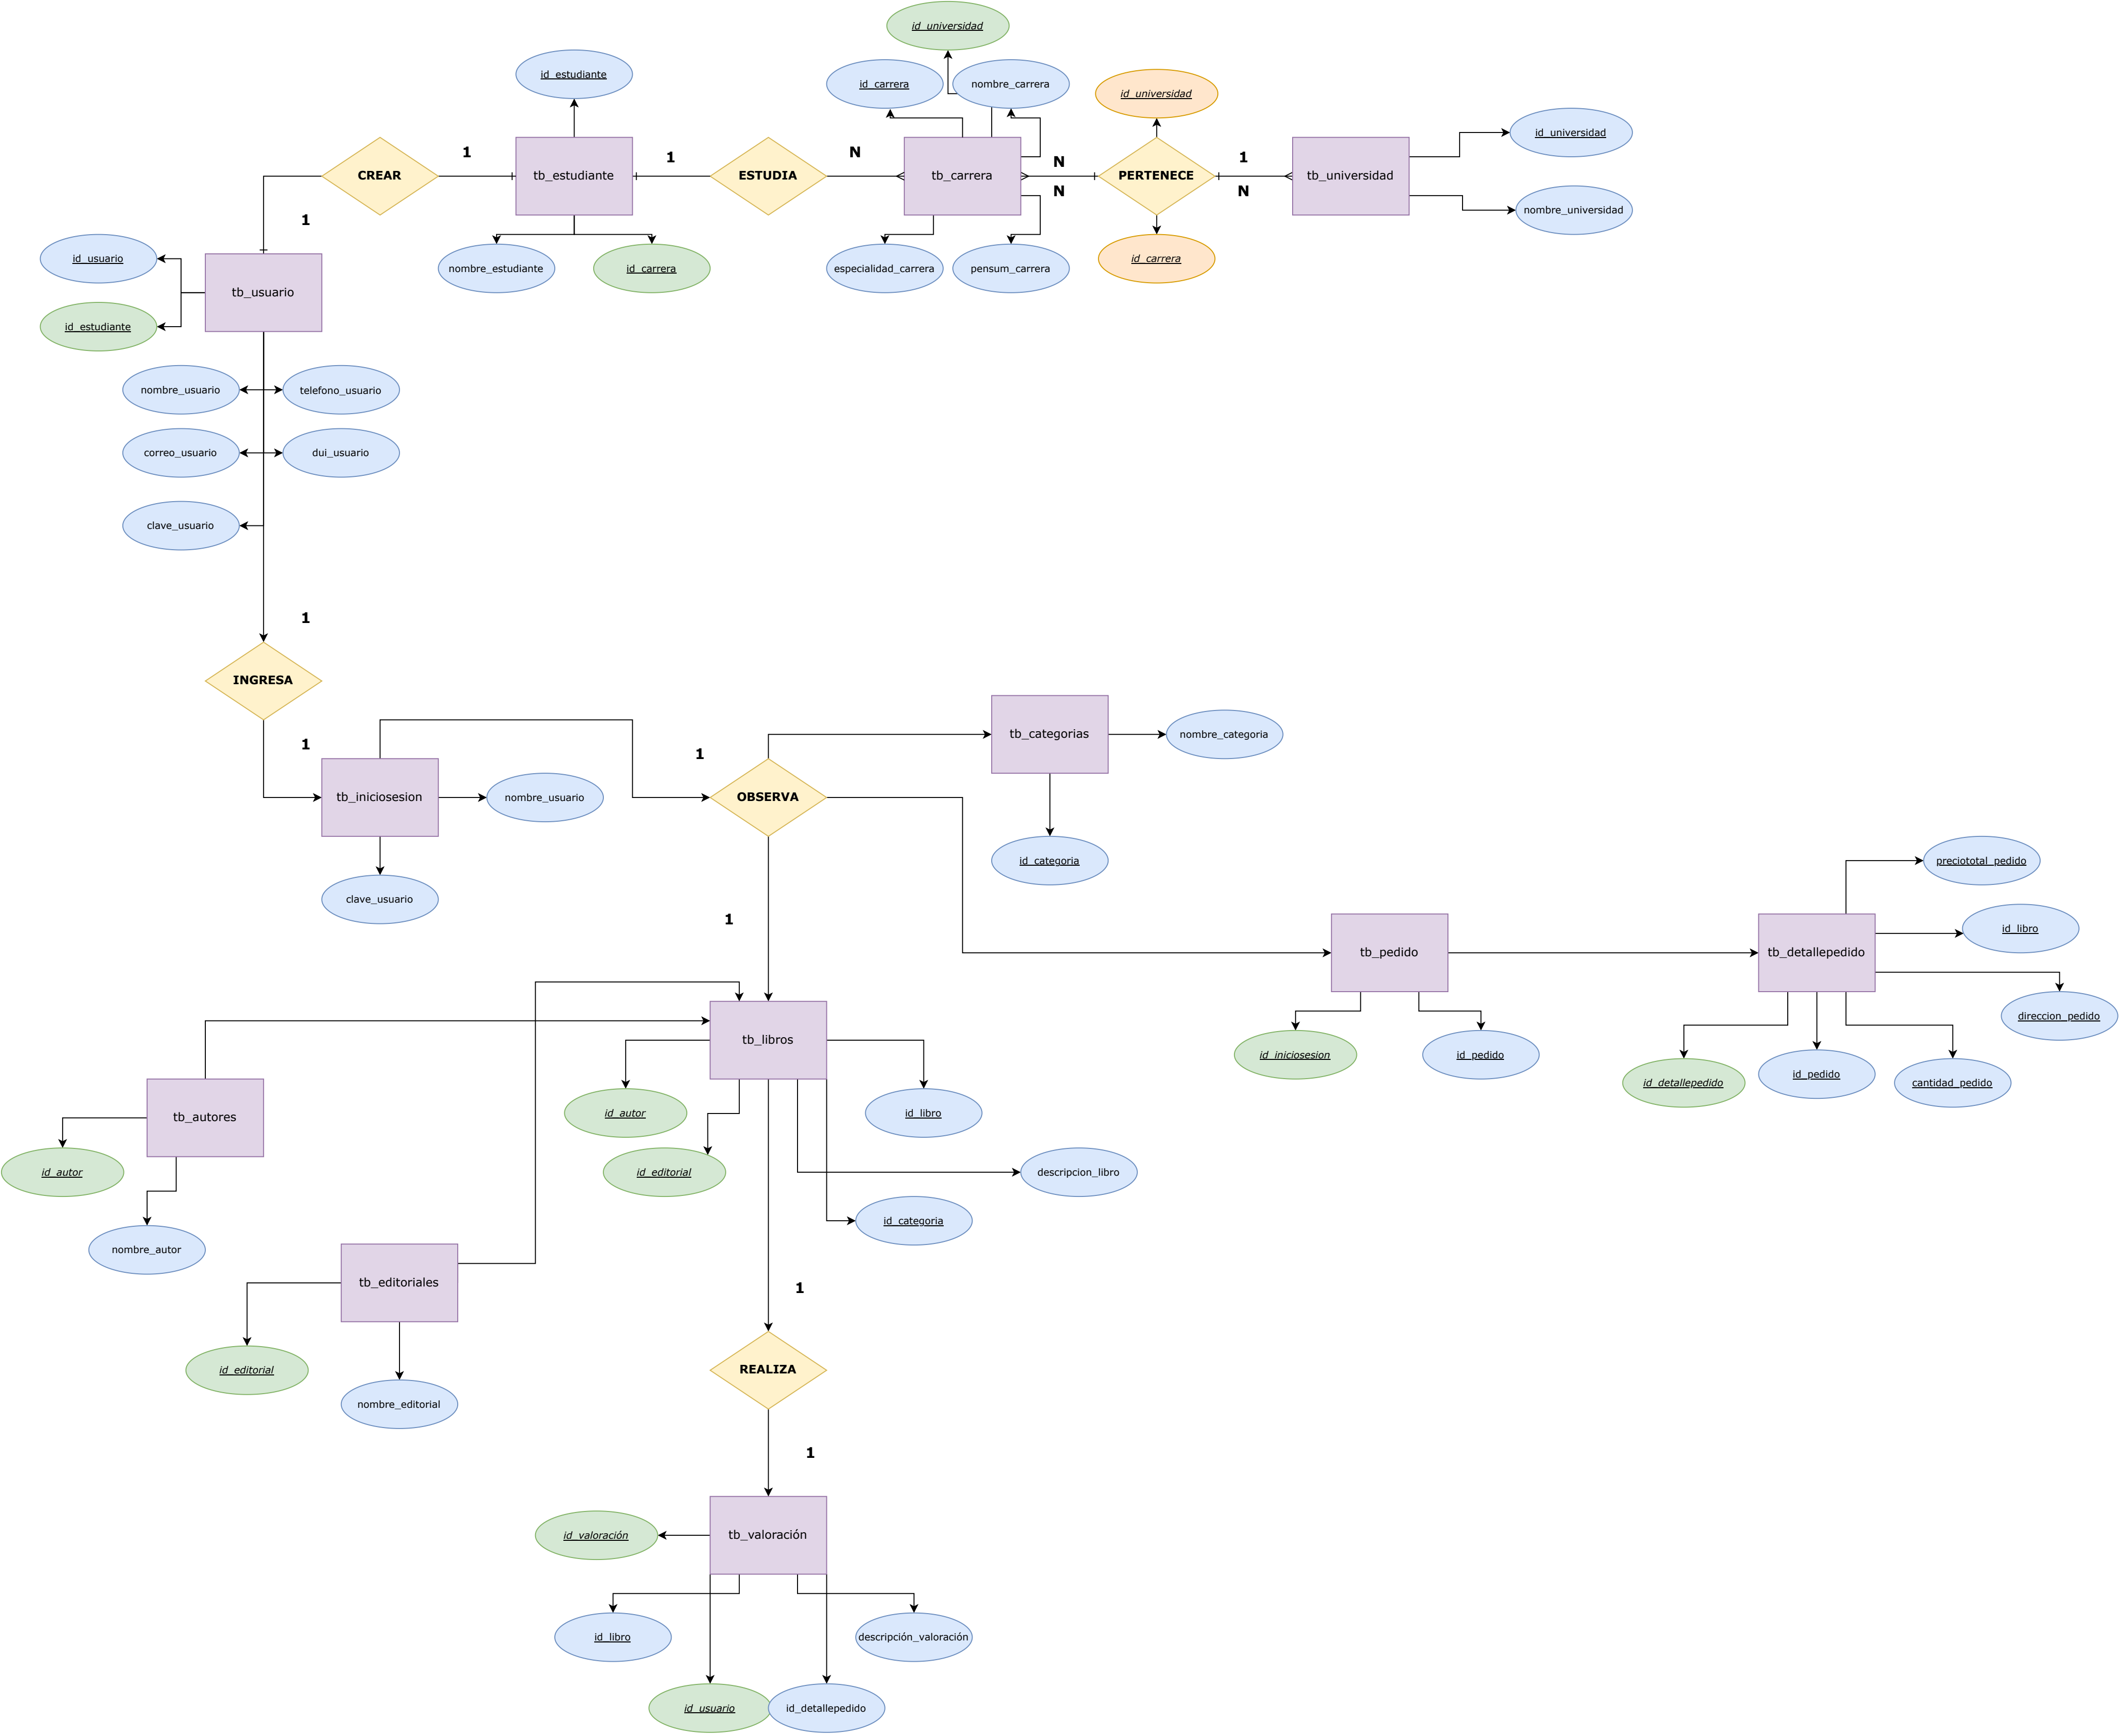 id_universidad
id_estudiante
id_carrera
nombre_carrera
id_universidad
id_universidad
CREAR
1
tb_estudiante
1
ESTUDIA
N
tb_carrera
N
N
PERTENECE
1
N
tb_universidad
nombre_universidad
1
id_usuario
tb_usuario
id_estudiante
nombre_estudiante
id_carrera
especialidad_carrera
pensum_carrera
id_carrera
nombre_usuario
telefono_usuario
correo_usuario
dui_usuario
clave_usuario
1
INGRESA
1
tb_iniciosesion
nombre_usuario
clave_usuario
1
OBSERVA
tb_categorias
nombre_categoria
id_categoria
1
tb_pedido
id_iniciosesion
id_pedido
tb_detallepedido
preciototal_pedido
id_libro
direccion_pedido
id_detallepedido
id_pedido
cantidad_pedido
tb_libros
id_autor
id_editorial
id_libro
descripcion_libro
id_categoria
tb_autores
id_autor
nombre_autor
tb_editoriales
id_editorial
nombre_editorial
1
REALIZA
1
tb_valoración
id_valoración
id_libro
descripción_valoración
id_usuario
id_detallepedido